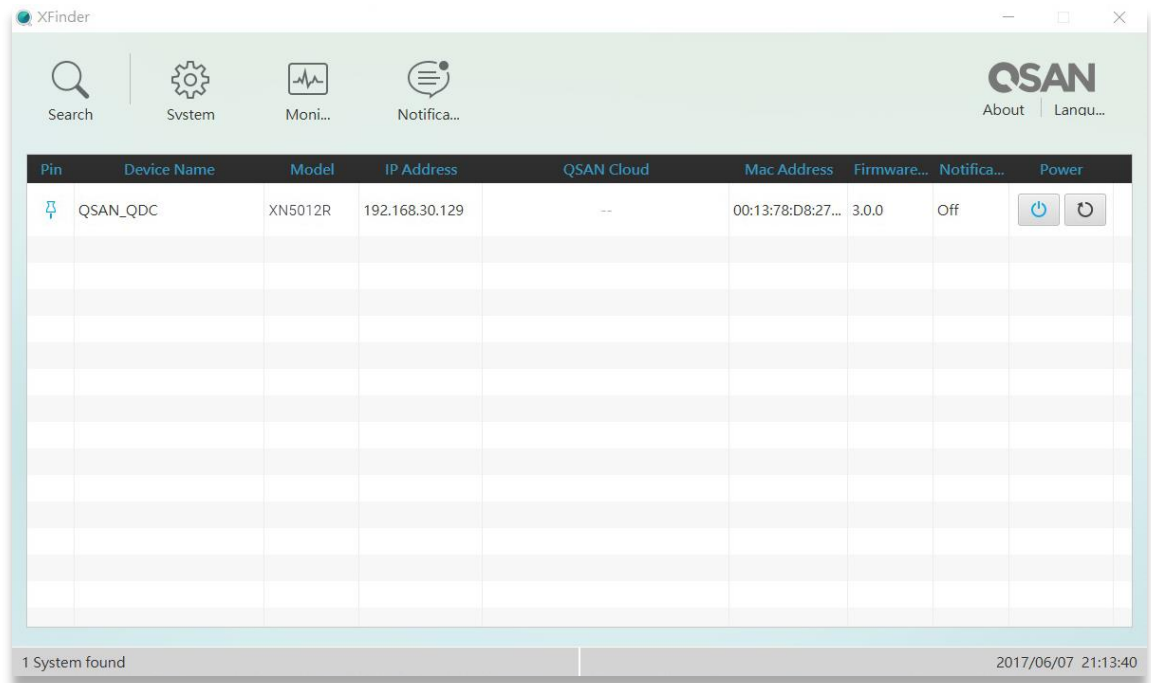 XFinder
Search System Moni... Notifica...
QSAN
About Langu...
Pin Device Name Model IP Address QSAN Cloud Mac Address Firmware... Notifica... Power
QSAN_QDC XN5012R 192.168.30.129 -- 00:13:78:D8:27... 3.0.0 Off
1 System found 2017/06/07 21:13:40